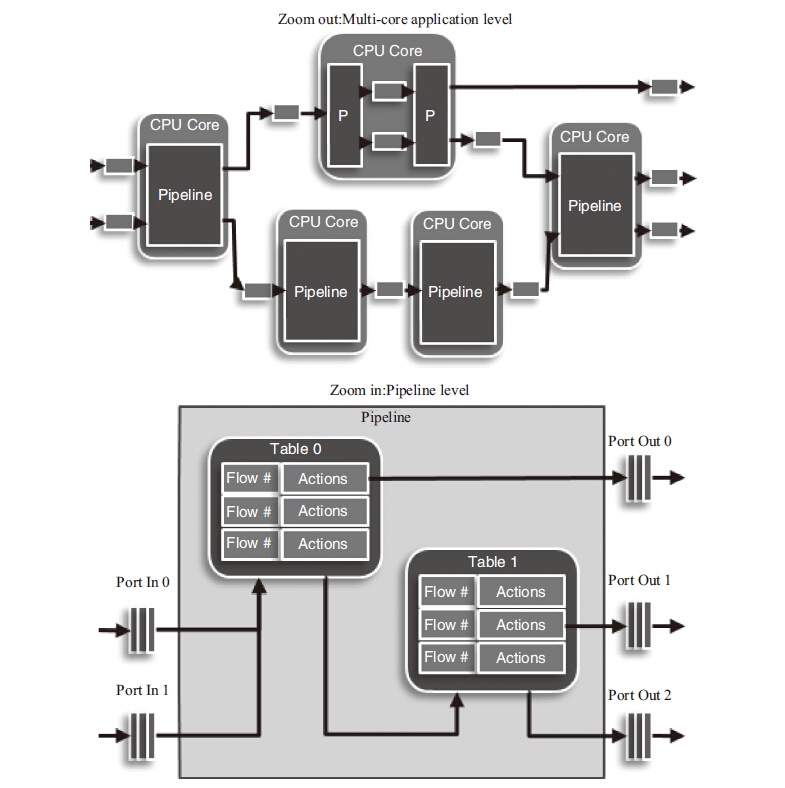 Zoom out:Multi-core application level
CPU Core
P
P
CPU Core
Pipeline
CPU Core
Pipeline
CPU Core
Pipeline
CPU Core
Pipeline
Zoom in:Pipeline level
Pipeline
Table 0
Flow # Actions
Flow # Actions
Flow # Actions
Port Out 0
Table 1
Flow # Actions
Flow # Actions
Flow # Actions
Port In 0
Port Out 1
Port In 1
Port Out 2